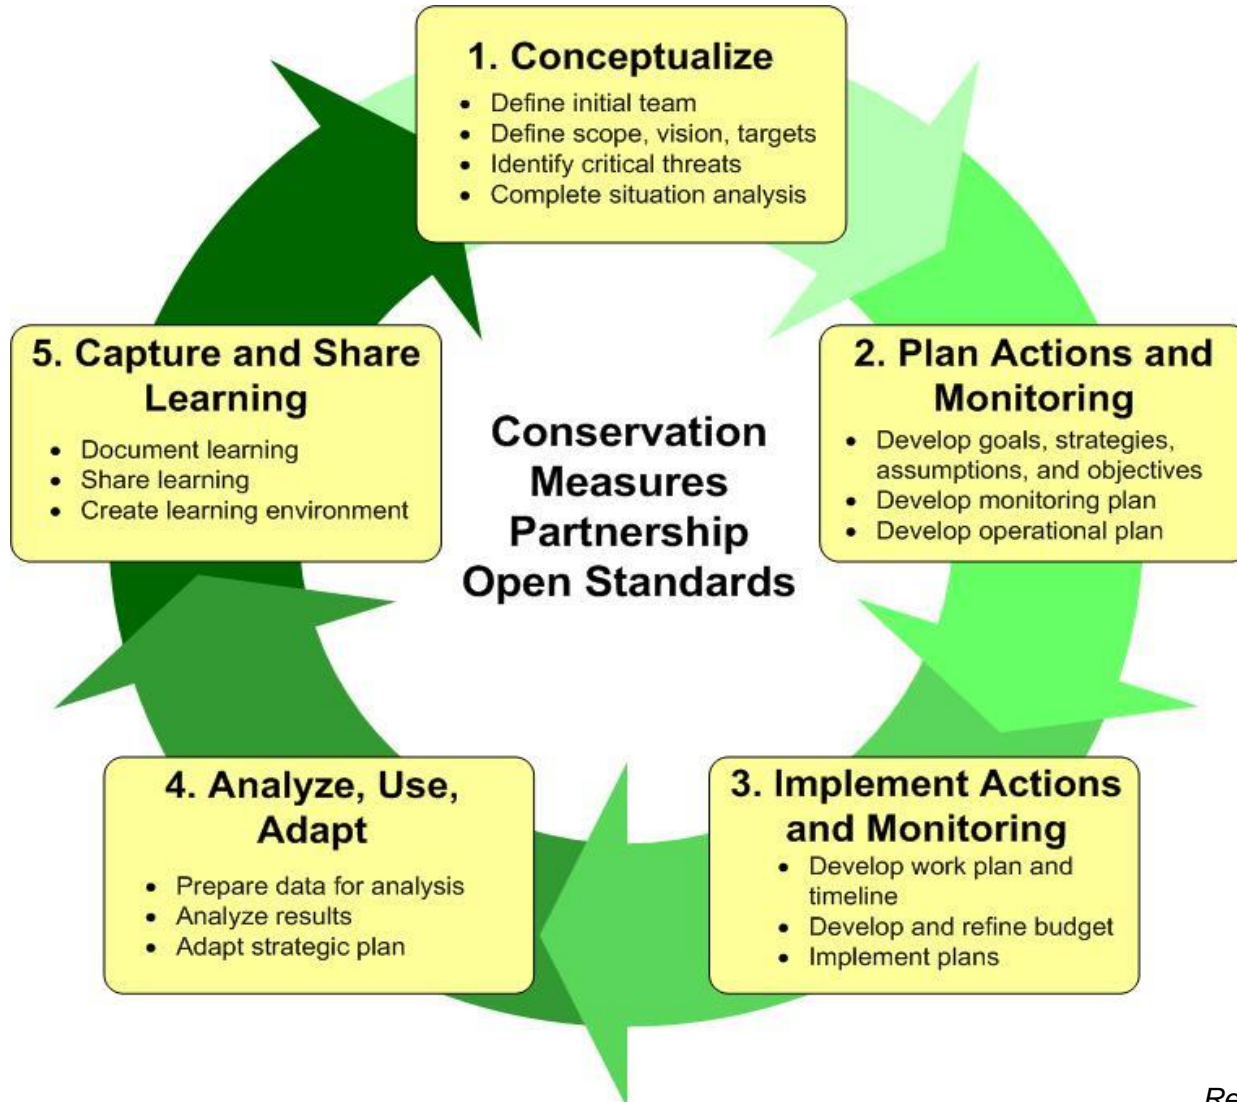 1. Conceptualize
• Define initial team
• Define scope, vision, targets
• Identify critical threats
• Complete situation analysis
2. Plan Actions and
Monitoring
• Develop goals, strategies,
assumptions, and objectives
• Develop monitoring plan
• Develop operational plan
3. Implement Actions
and Monitoring
• Develop work plan and
timeline
• Develop and refine budget
• Implement plans
4. Analyze, Use,
Adapt
• Prepare data for analysis
• Analyze results
• Adapt strategic plan
5. Capture and Share
Learning
• Document learning
• Share learning
• Create learning environment
Conservation
Measures
Partnership
Open Standards